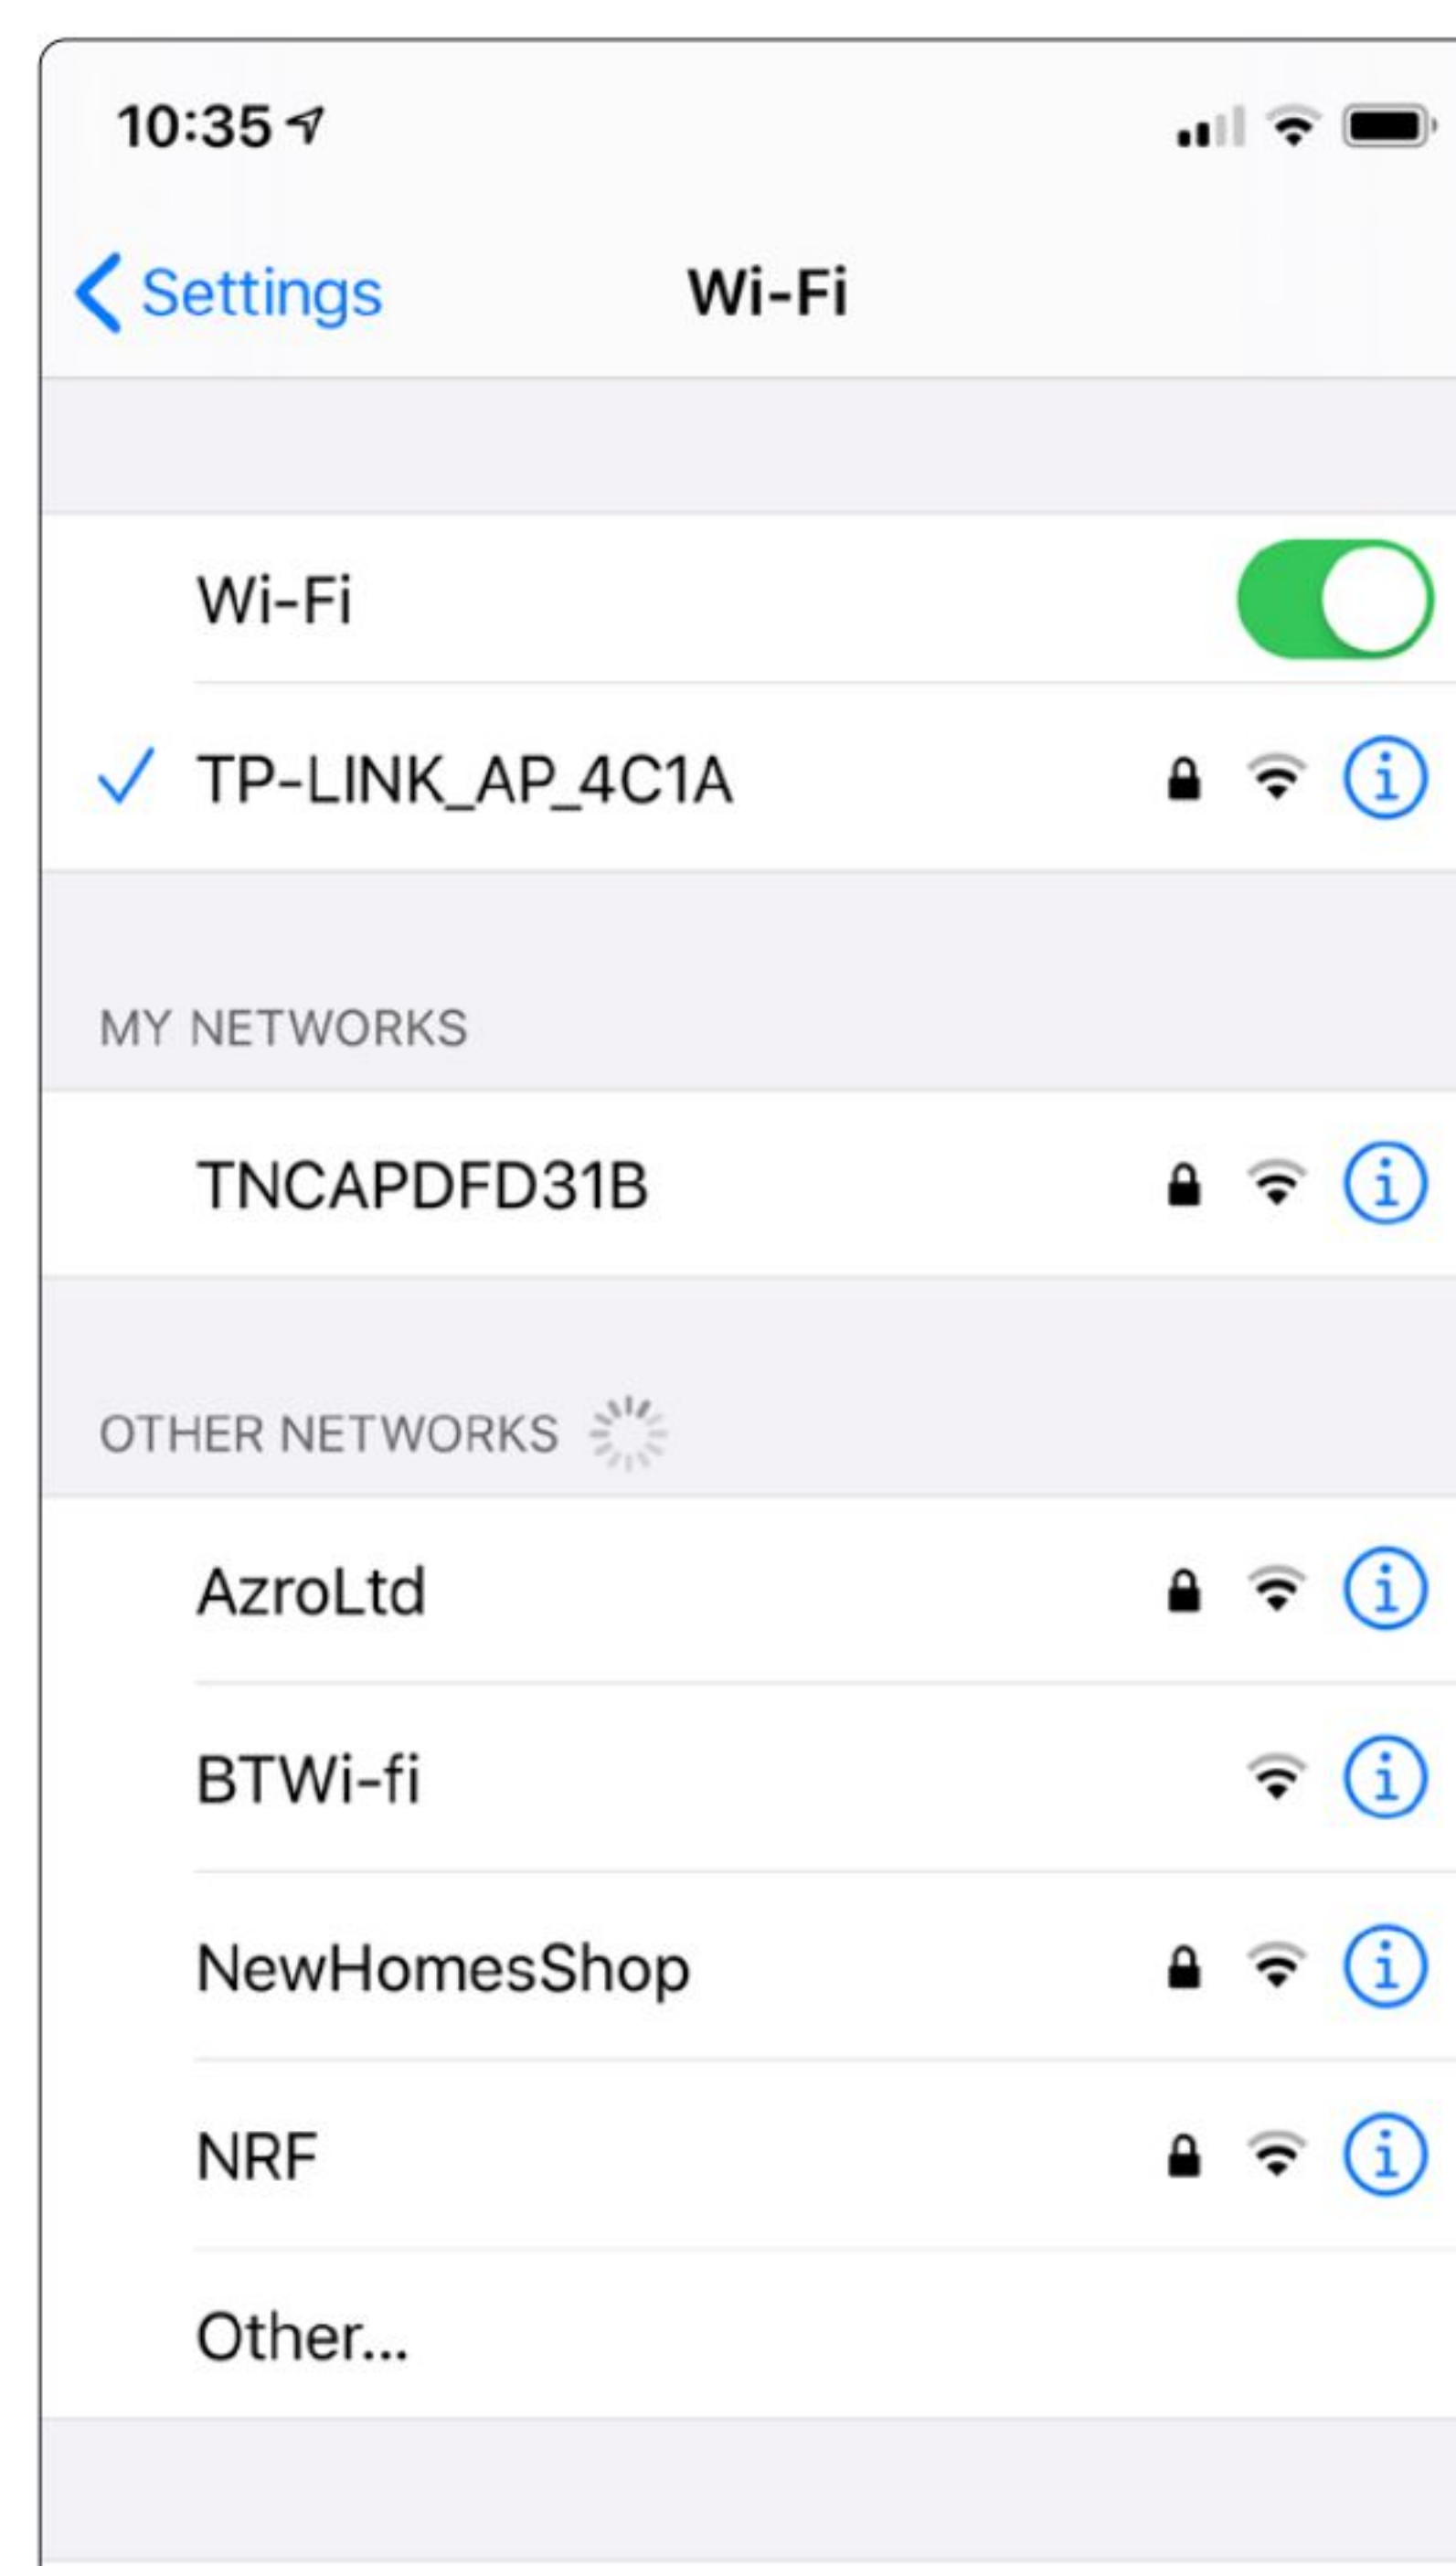 10:35
Settings
Wi-Fi
Wi-Fi
TP-LINK_AP_4C1A
MY NETWORKS
TNCAPDFD31B
OTHER NETWORKS
AzroLtd
BTWi-fi
NewHomesShop
NRF
Other...